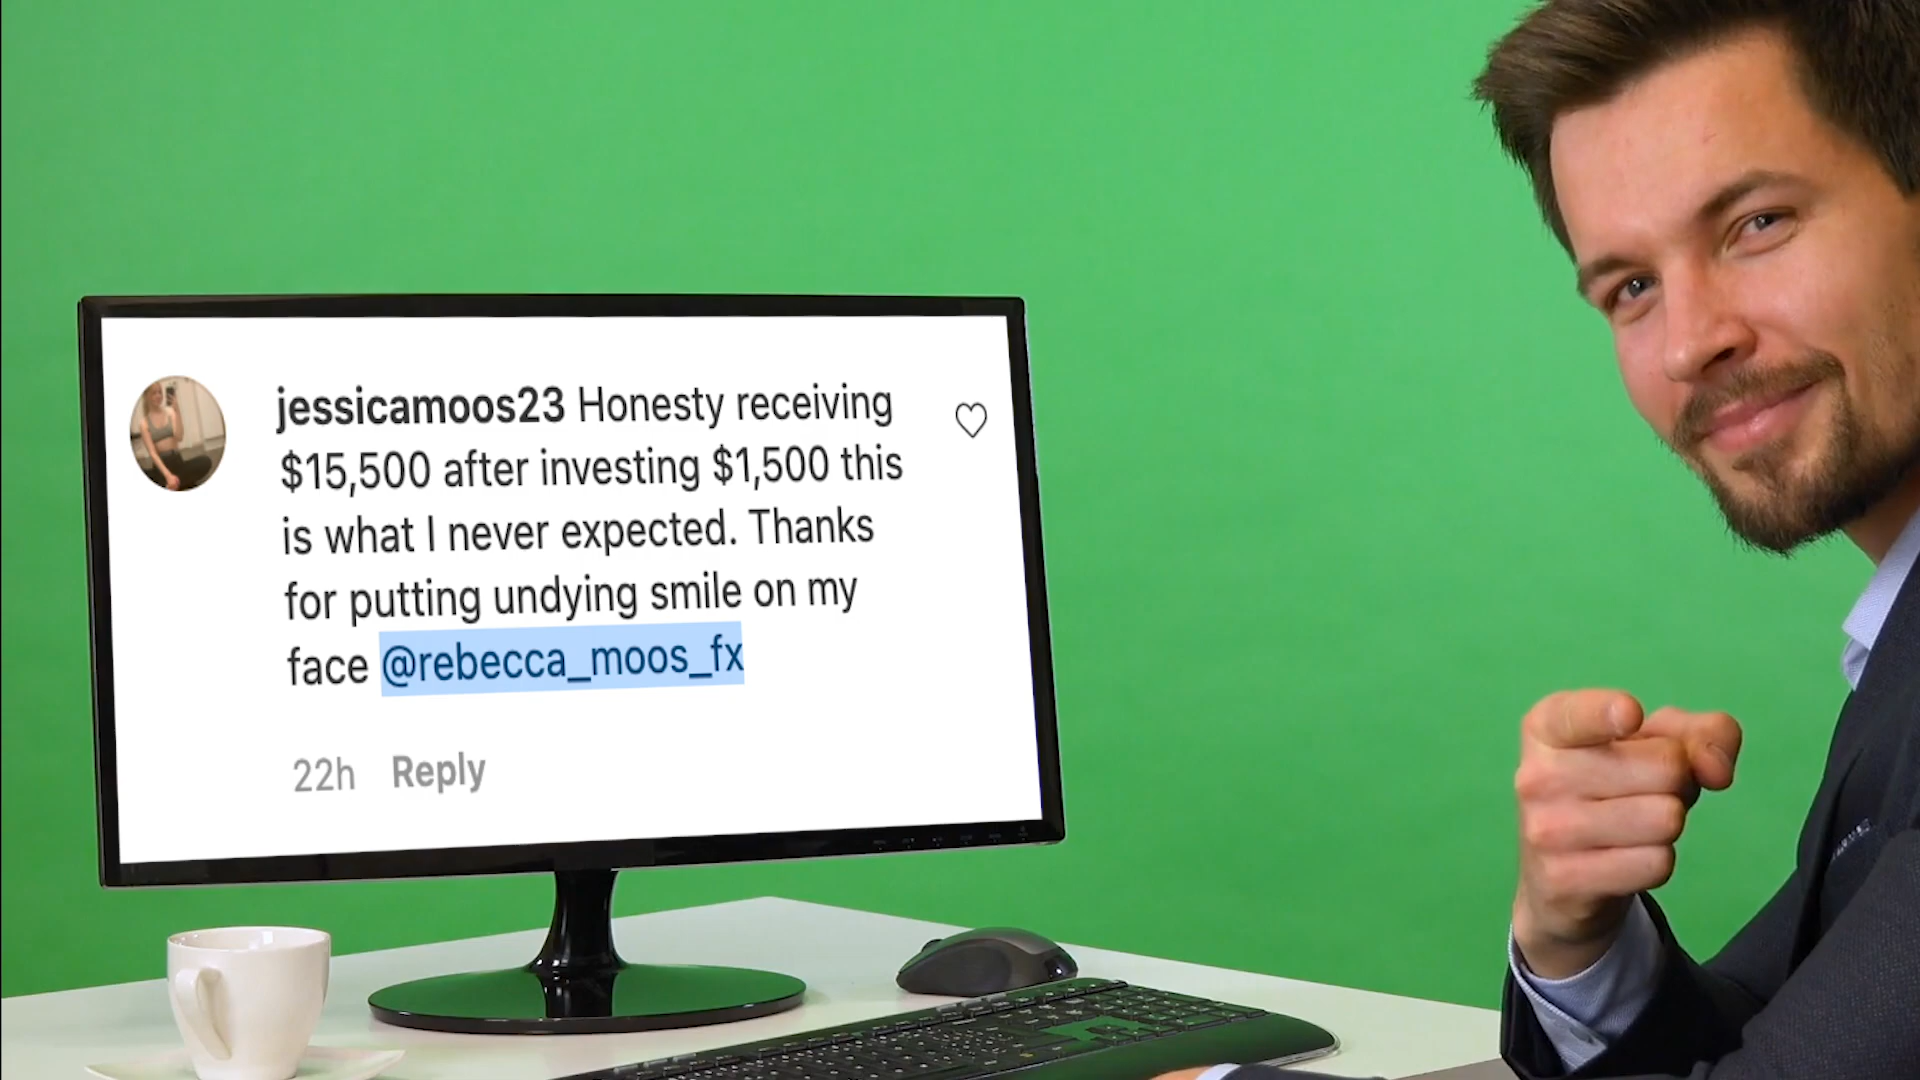 jessicamoos23 Honesty receiving
$15,500 after investing $1,500 this
is what I never expected. Thanks
for putting undying smile on my
face @rebecca_moos_fx
22h Reply